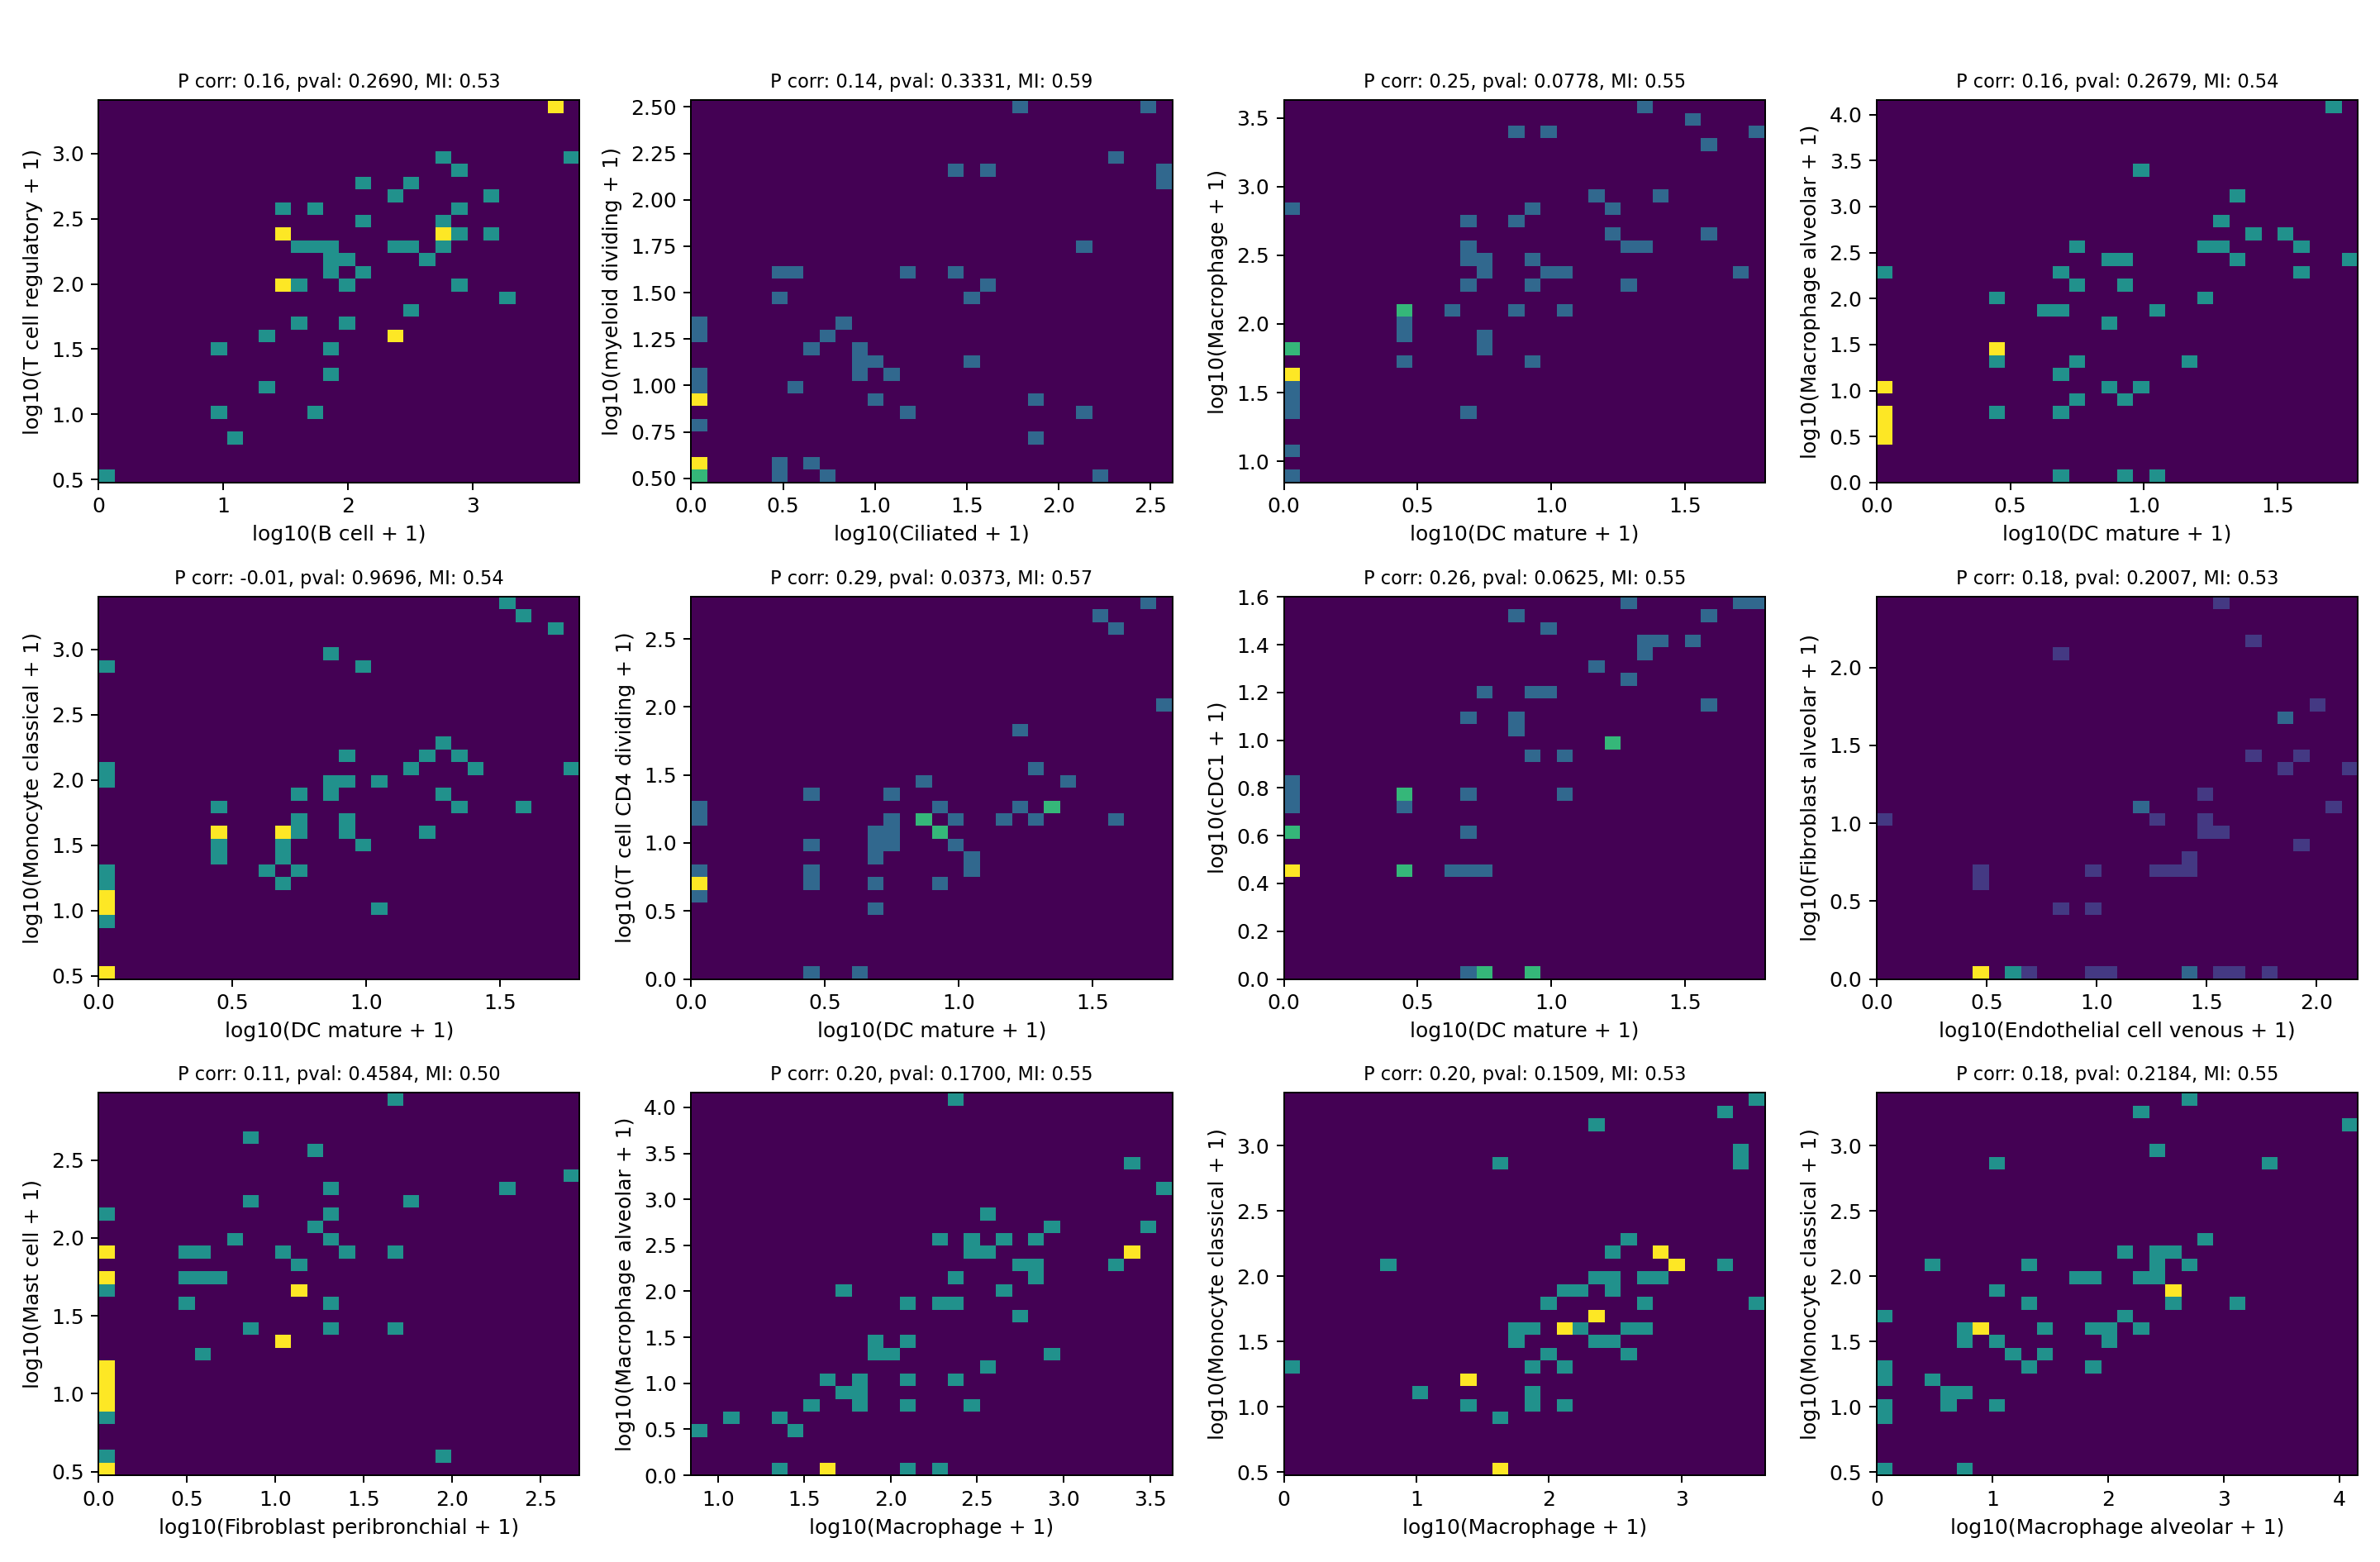 P corr: 0.16, pval: 0.2690, MI: 0.53
log10(T cell regulatory + 1)
3.0
2.5
2.0
1.5
1.0
0.5
0 1 2 3
log10(B cell + 1)
P corr: 0.14, pval: 0.3331, MI: 0.59
log10(myeloid dividing + 1)
2.50
2.25
2.00
1.75
1.50
1.25
1.00
0.75
0.50
0.0 0.5 1.0 1.5 2.0 2.5
log10(Ciliated + 1)
P corr: 0.25, pval: 0.0778, MI: 0.55
log10(Macrophage + 1)
3.5
3.0
2.5
2.0
1.5
1.0
0.0 0.5 1.0 1.5
log10(DC mature + 1)
P corr: 0.16, pval: 0.2679, MI: 0.54
log10(Macrophage alveolar + 1)
4.0
3.5
3.0
2.5
2.0
1.5
1.0
0.5
0.0
0.0 0.5 1.0 1.5
log10(DC mature + 1)
P corr: -0.01, pval: 0.9696, MI: 0.54
log10(Monocyte classical + 1)
3.0
2.5
2.0
1.5
1.0
0.5
0.0 0.5 1.0 1.5
log10(DC mature + 1)
P corr: 0.29, pval: 0.0373, MI: 0.57
log10(T cell CD4 dividing + 1)
2.5
2.0
1.5
1.0
0.5
0.0
0.0 0.5 1.0 1.5
log10(DC mature + 1)
P corr: 0.26, pval: 0.0625, MI: 0.55
log10(cDC1 + 1)
1.6
1.4
1.2
1.0
0.8
0.6
0.4
0.2
0.0
0.0 0.5 1.0 1.5
log10(DC mature + 1)
P corr: 0.18, pval: 0.2007, MI: 0.53
log10(Fibroblast alveolar + 1)
2.0
1.5
1.0
0.5
0.0
0.0 0.5 1.0 1.5 2.0
log10(Endothelial cell venous + 1)
P corr: 0.11, pval: 0.4584, MI: 0.50
log10(Mast cell + 1)
2.5
2.0
1.5
1.0
0.5
0.0 0.5 1.0 1.5 2.0 2.5
log10(Fibroblast peribronchial + 1)
P corr: 0.20, pval: 0.1700, MI: 0.55
log10(Macrophage alveolar + 1)
4.0
3.5
3.0
2.5
2.0
1.5
1.0
0.5
0.0
1.0 1.5 2.0 2.5 3.0 3.5
log10(Macrophage + 1)
P corr: 0.20, pval: 0.1509, MI: 0.53
log10(Monocyte classical + 1)
3.0
2.5
2.0
1.5
1.0
0.5
0 1 2 3
log10(Macrophage + 1)
P corr: 0.18, pval: 0.2184, MI: 0.55
log10(Monocyte classical + 1)
3.0
2.5
2.0
1.5
1.0
0.5
0 1 2 3 4
log10(Macrophage alveolar + 1)